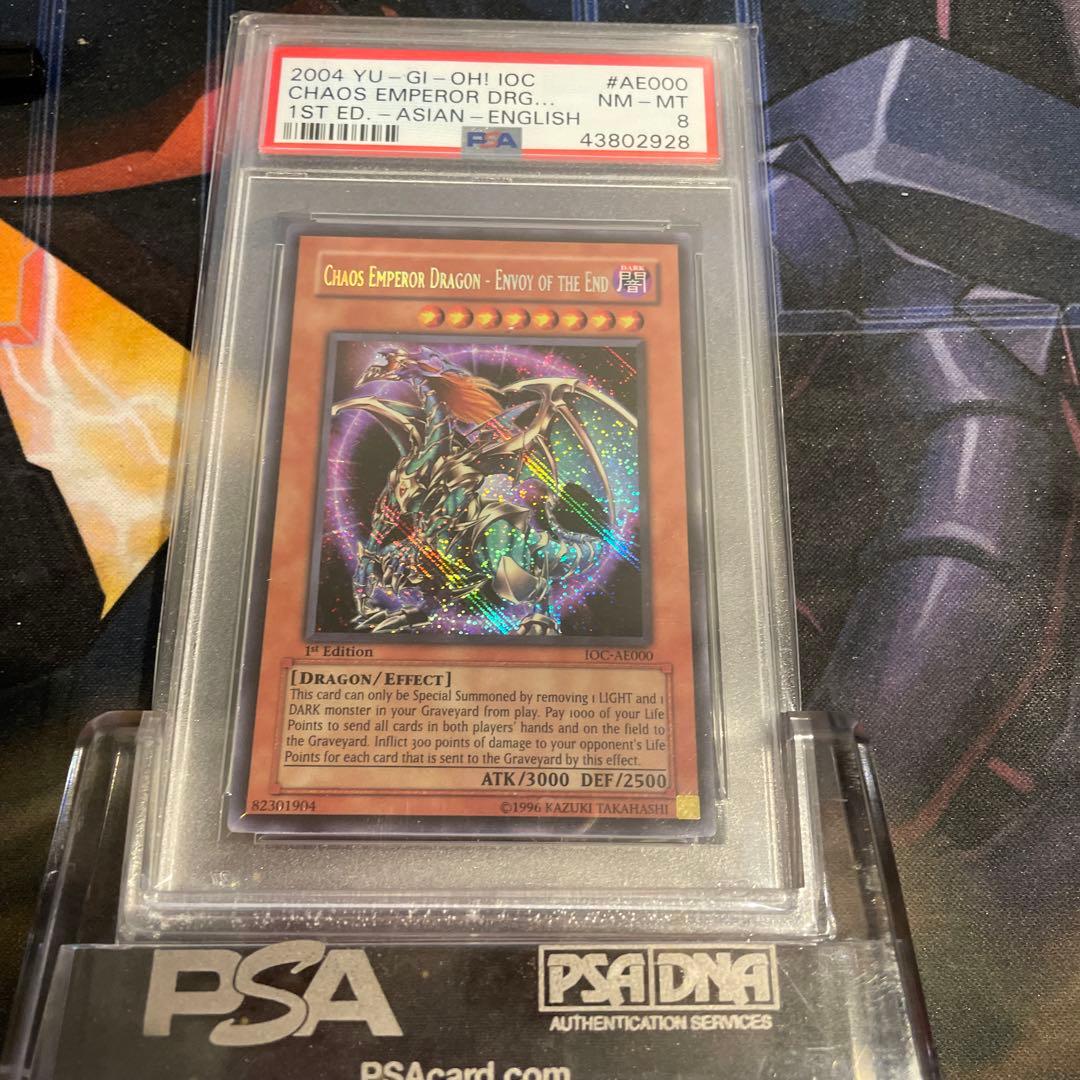 2004 YU-GI-OH! IOC #AE000
CHAOS EMPEROR DRG... NM-MT
1ST ED.-ASIAN-ENGLISH 8
PSA 43802928
CHAOS EMPEROR DRAGON - ENVOY OF THE END
DARK
闇
1st Edition IOC-AE000
[DRAGON/EFFECT]
This card can only be Special Summoned by removing 1 LIGHT and 1
DARK monster in your Graveyard from play. Pay 1000 of your Life
Points to send all cards in both players' hands and on the field to
the Graveyard. Inflict 300 points of damage to your opponent's Life
Points for each card that is sent to the Graveyard by this effect.
ATK/3000 DEF/2500
82301904 ©1996 KAZUKI TAKAHASHI
PSA PSA DNA
AUTHENTICATION SERVICES
PSAcard.com